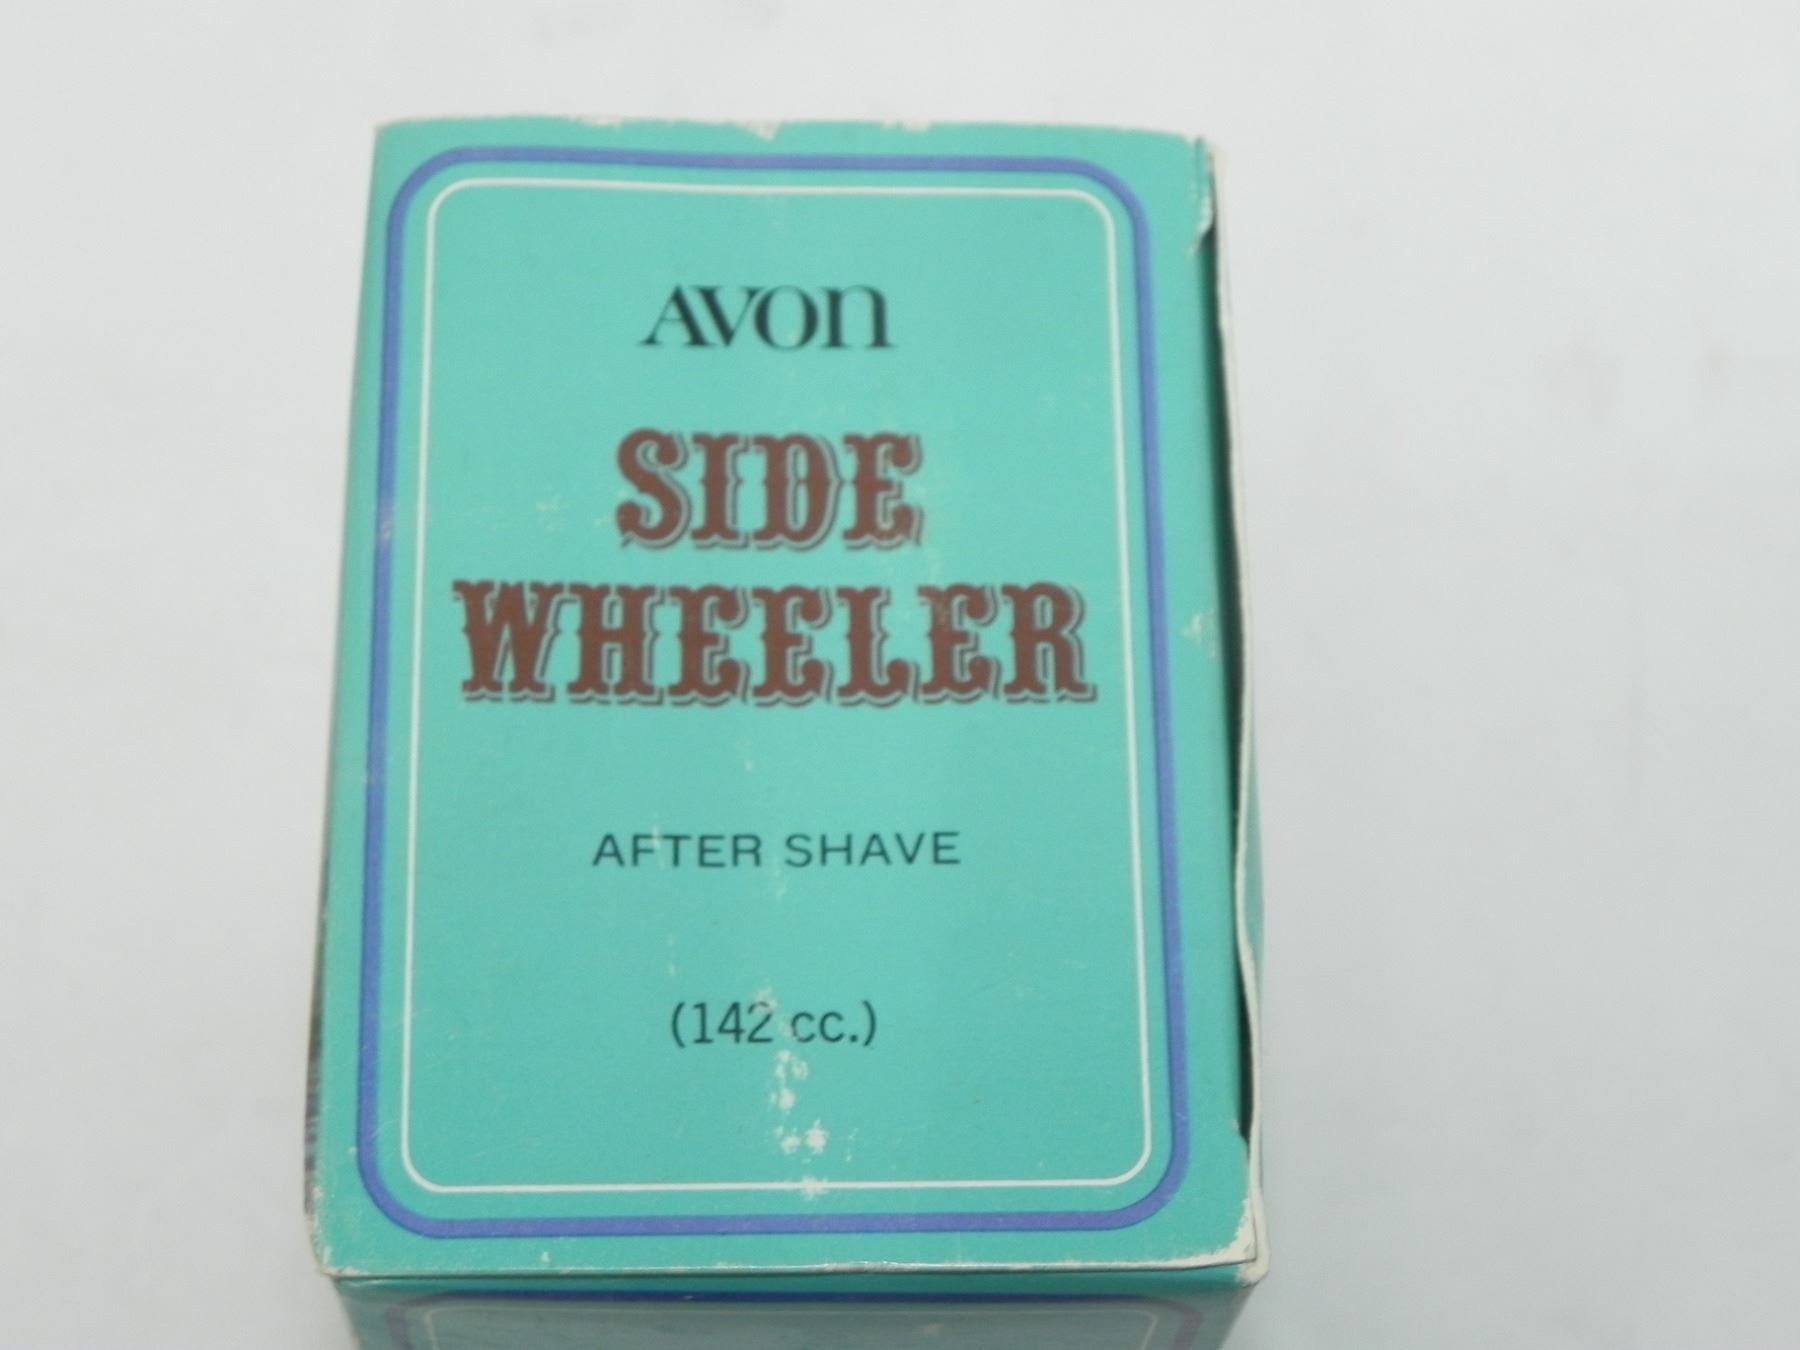 AVON
SIDE
WHEELER
AFTER SHAVE
(142 cc.)